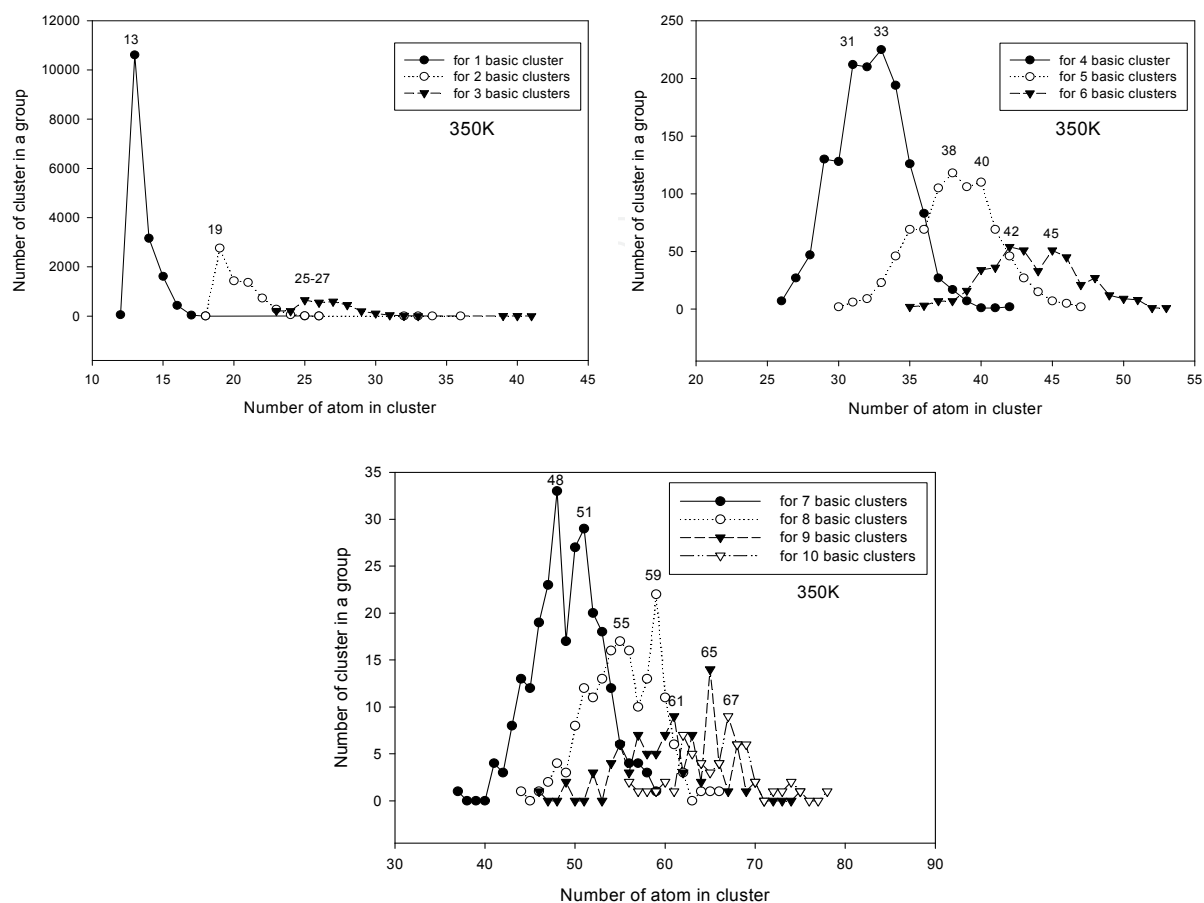 12000
10000
8000
6000
4000
2000
0
Number of cluster in a group
13
19
25-27
for 1 basic cluster
for 2 basic clusters
for 3 basic clusters
350K
10 15 20 25 30 35 40 45
Number of atom in cluster
250
200
150
100
50
0
Number of cluster in a group
31
33
38
40
42
45
for 4 basic cluster
for 5 basic clusters
for 6 basic clusters
350K
20 25 30 35 40 45 50 55
Number of atom in cluster
35
30
25
20
15
10
5
0
Number of cluster in a group
48
51
55
59
61
65
67
for 7 basic clusters
for 8 basic clusters
for 9 basic clusters
for 10 basic clusters
350K
30 40 50 60 70 80 90
Number of atom in cluster